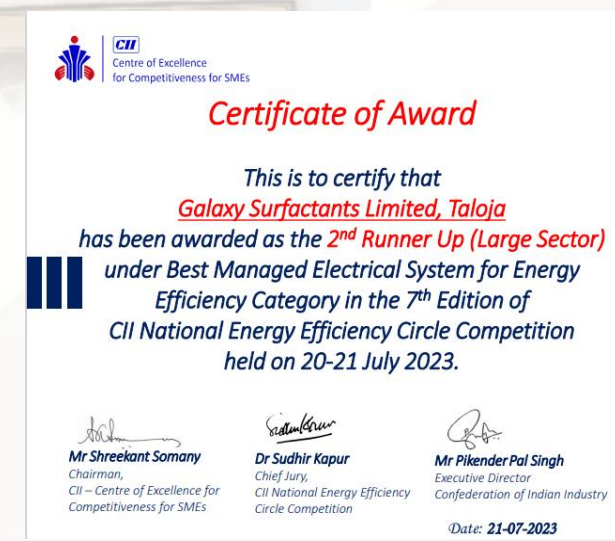 CII
Centre of Excellence
for Competitiveness for SMEs
Certificate of Award
This is to certify that
Galaxy Surfactants Limited, Taloja
has been awarded as the 2nd Runner Up (Large Sector)
under Best Managed Electrical System for Energy
Efficiency Category in the 7th Edition of
CII National Energy Efficiency Circle Competition
held on 20-21 July 2023.
Mr Shreekant Somany
Chairman,
CII – Centre of Excellence for
Competitiveness for SMEs
Dr Sudhir Kapur
Chief Jury,
CII National Energy Efficiency
Circle Competition
Mr Pikender Pal Singh
Executive Director
Confederation of Indian Industry
Date: 21-07-2023